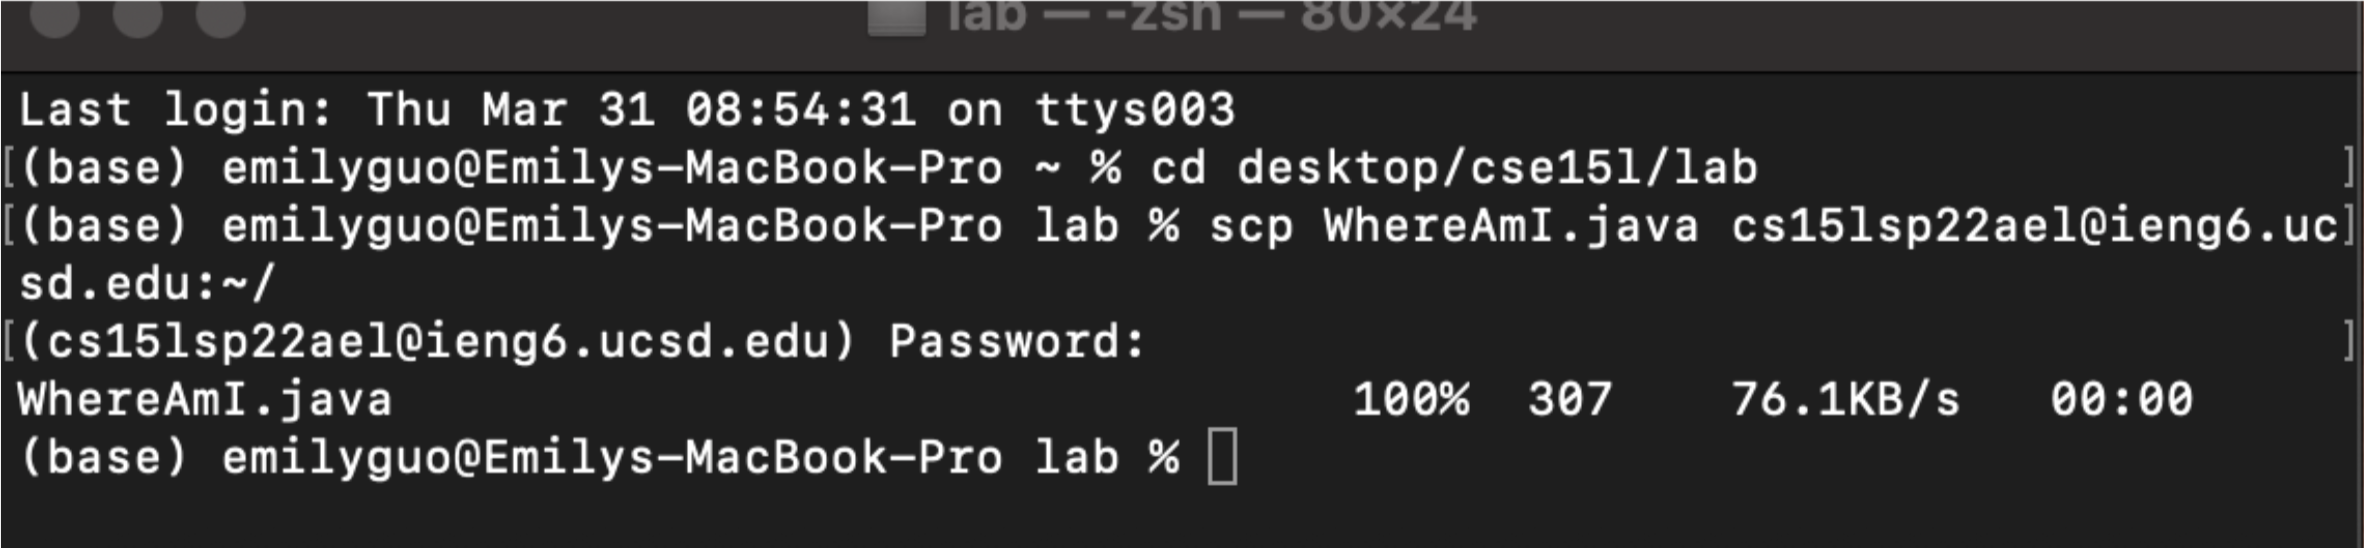 lab — -zsh — 80×24
Last login: Thu Mar 31 08:54:31 on ttys003
[(base) emilyguo@Emilys-MacBook-Pro ~ % cd desktop/cse15l/lab ]
[(base) emilyguo@Emilys-MacBook-Pro lab % scp WhereAmI.java cs15lsp22ael@ieng6.uc]
sd.edu:~/
[(cs15lsp22ael@ieng6.ucsd.edu) Password: ]
WhereAmI.java 100% 307 76.1KB/s 00:00
(base) emilyguo@Emilys-MacBook-Pro lab %